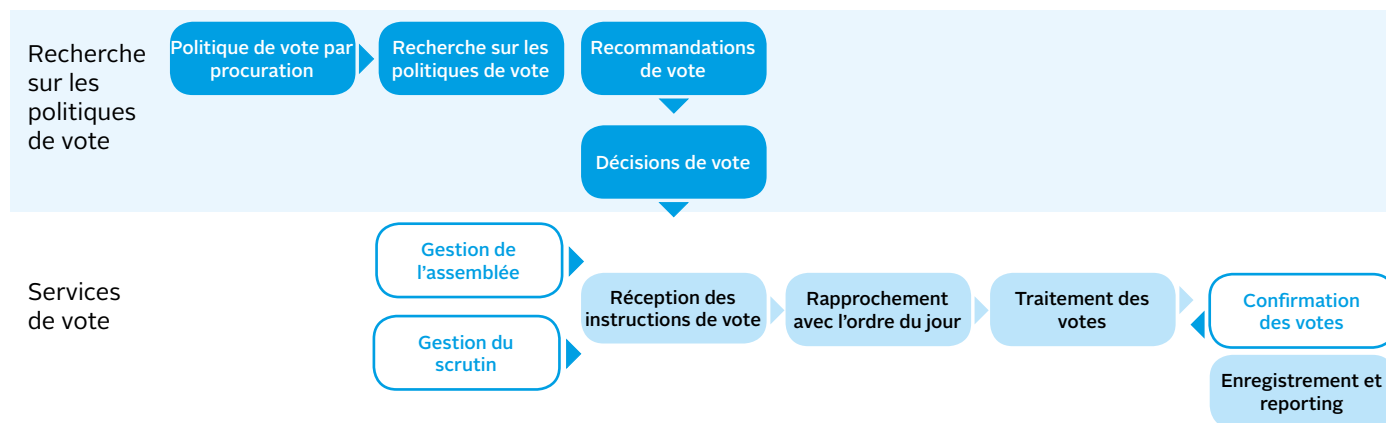 Recherche
sur les
politiques
de vote
Politique de vote par
procuration
Recherche sur les
politiques de vote
Recommandations
de vote
Décisions de vote
Services
de vote
Gestion de
l’assemblée
Gestion du
scrutin
Réception des
instructions de vote
Rapprochement
avec l’ordre du jour
Traitement des
votes
Confirmation
des votes
Enregistrement et
reporting